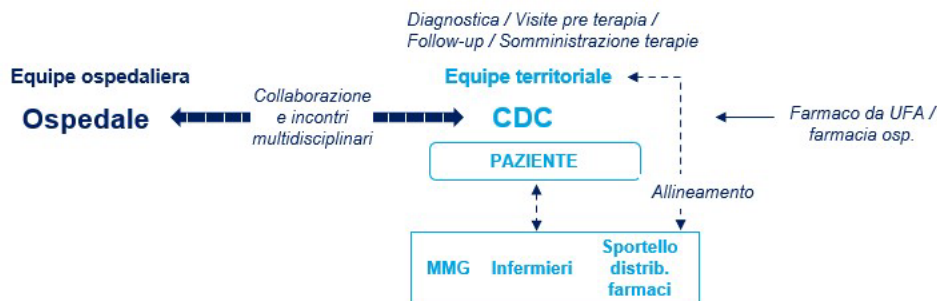 Diagnostica / Visite pre terapia /
Follow-up / Somministrazione terapie
Equipe ospedaliera
Ospedale
Collaborazione
e incontri
multidisciplinari
Equipe territoriale
CDC
PAZIENTE
Farmaco da UFA /
farmacia osp.
Allineamento
MMG
Infermieri
Sportello
distrib.
farmaci